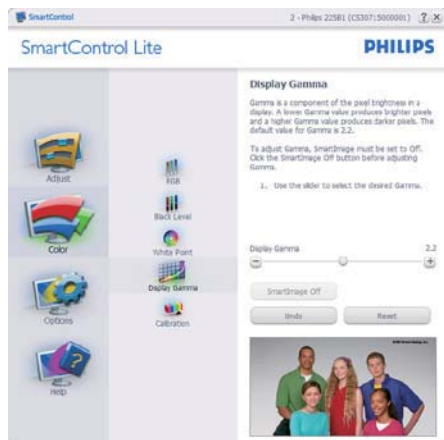 SmartControl
2 - Philips 225B1 (CS30715000001)
? X
SmartControl Lite
PHILIPS
Adjust
Color
Options
Help
RGB
Black Level
White Point
Display Gamma
Calibration
Display Gamma
Gamma is a component of the pixel brightness in a
display. A lower Gamma value produces brighter pixels
and a higher Gamma value produces darker pixels. The
default value for Gamma is 2.2.
To adjust Gamma, SmartImage must be set to Off.
Click the SmartImage Off button before adjusting
Gamma.
1. Use the slider to select the desired Gamma.
Display Gamma
2.2
SmartImage Off
Undo
Reset